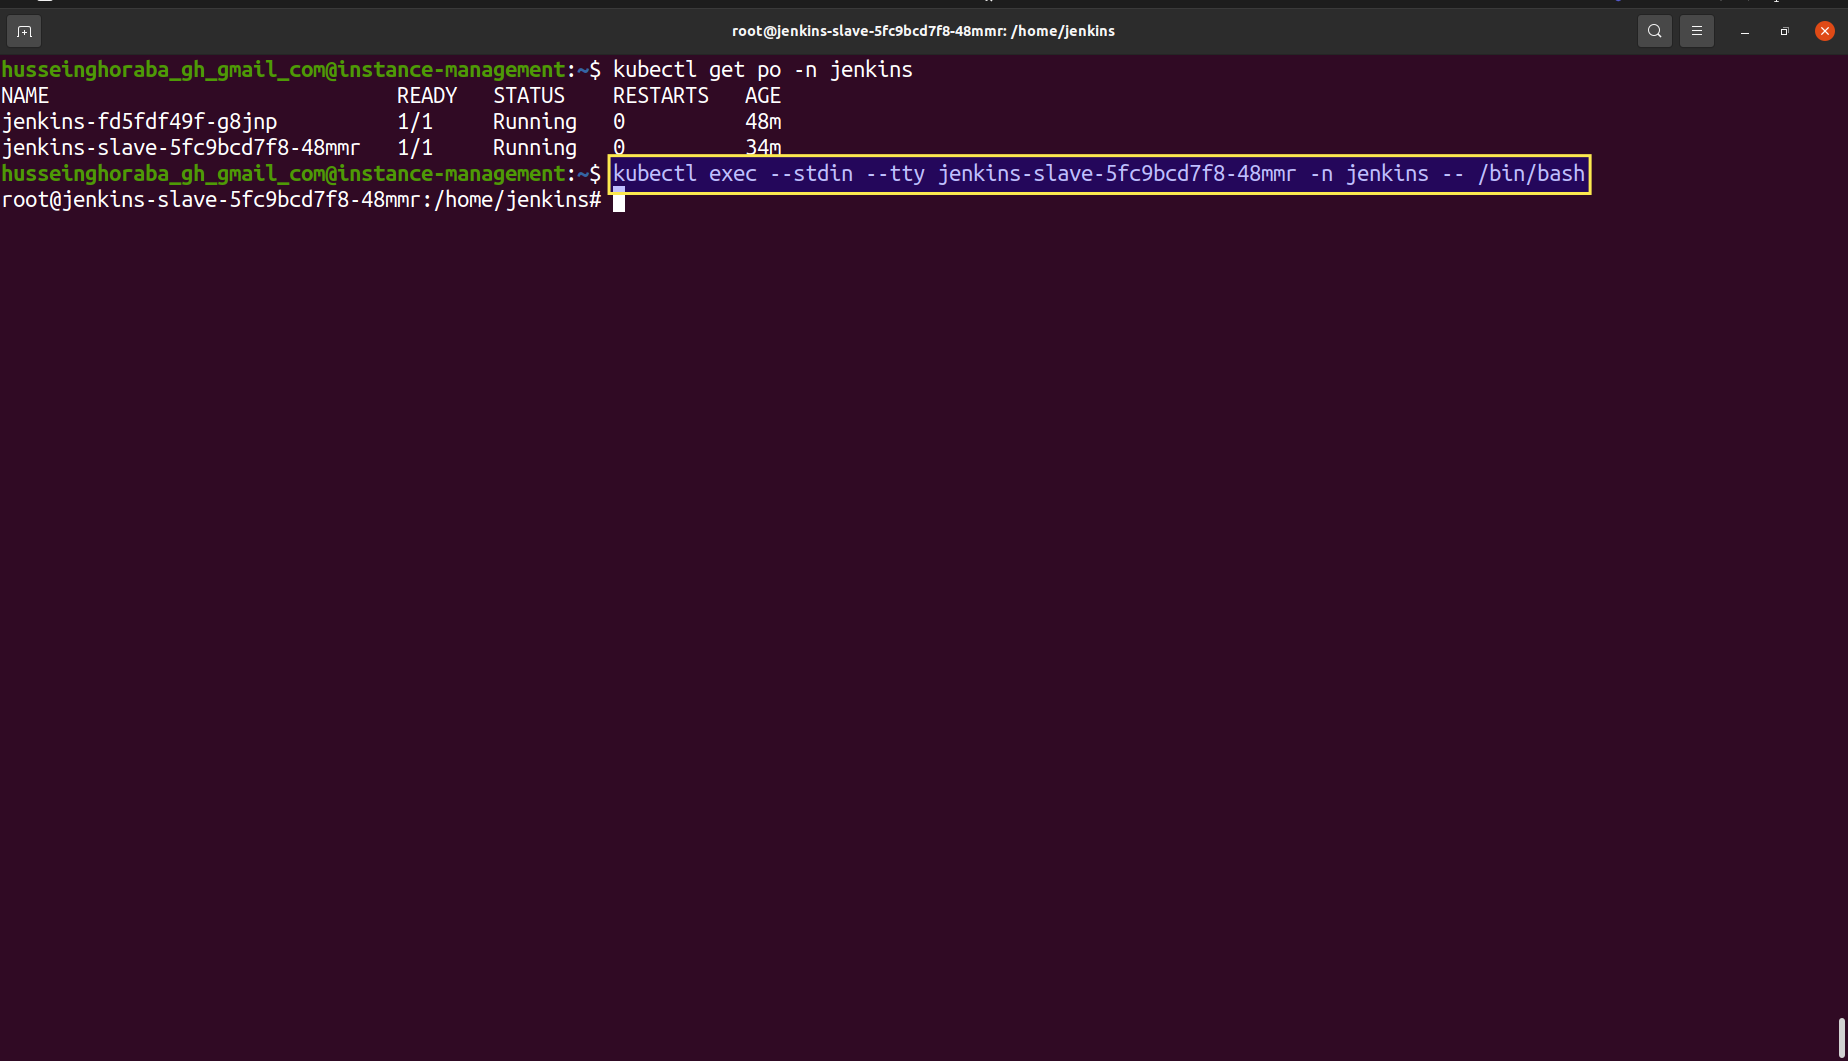 root@jenkins-slave-5fc9bcd7f8-48mmr: /home/jenkins
husseinghoraba_gh_gmail_com@instance-management:~$ kubectl get po -n jenkins
NAME READY STATUS RESTARTS AGE
jenkins-fd5fdf49f-g8jnp 1/1 Running 0 48m
jenkins-slave-5fc9bcd7f8-48mmr 1/1 Running 0 34m
husseinghoraba_gh_gmail_com@instance-management:~$ kubectl exec --stdin --tty jenkins-slave-5fc9bcd7f8-48mmr -n jenkins -- /bin/bash
root@jenkins-slave-5fc9bcd7f8-48mmr:/home/jenkins#